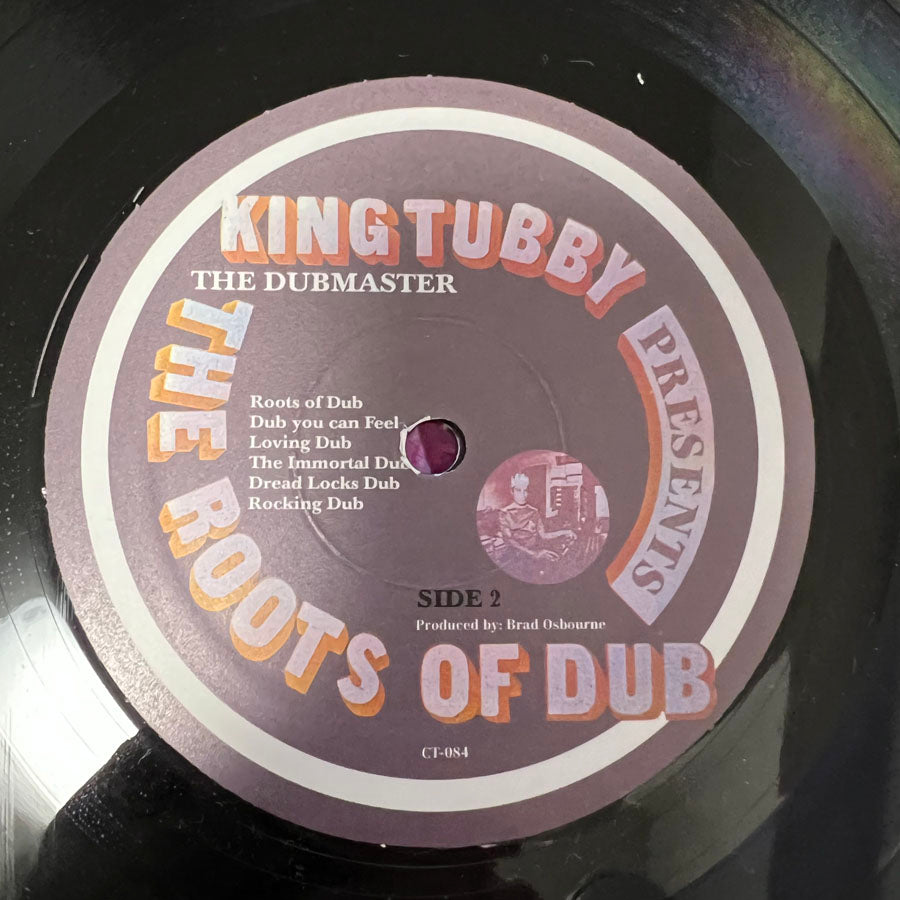 KING TUBBY
PRESENTS
THE ROOTS OF DUB
THE DUBMASTER
Roots of Dub
Dub you can Feel
Loving Dub
The Immortal Du
Dread Locks Dub
Rocking Dub
SIDE 2
Produced by: Brad Osbourne
CT-084